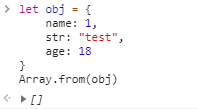 > let obj = {
name: 1,
str: "test",
age: 18
}
Array.from(obj)
<· ▸ []